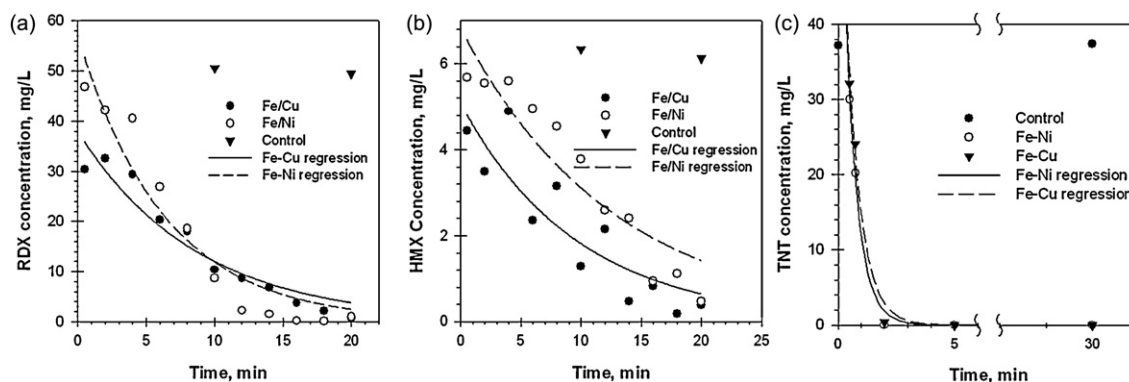 (a)
RDX concentration, mg/L
60
50
40
30
20
10
0
Fe/Cu
Fe/Ni
Control
Fe-Cu regression
Fe-Ni regression
0 5 10 15 20
Time, min
(b)
HMX Concentration, mg/L
6
4
2
0
Fe/Cu
Fe/Ni
Control
Fe/Cu regression
Fe/Ni regression
0 5 10 15 20 25
Time, min
(c)
TNT concentration, mg/L
40
30
20
10
0
Control
Fe-Ni
Fe-Cu
Fe-Ni regression
Fe-Cu regression
0 5 30
Time, min